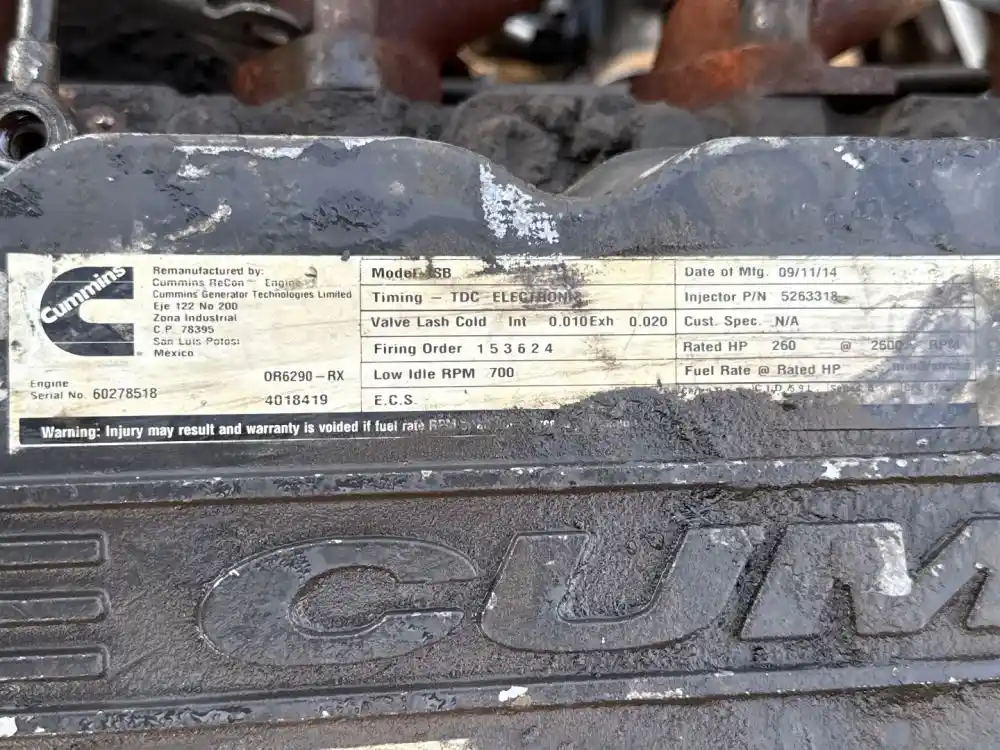 Cummins
Remanufactured by:
Cummins ReCon Engine
Cummins Generator Technologies Limited
Eje 122 No 200
Zona Industrial
C.P. 78395
San Luis Potosi
Mexico
Engine
Serial No. 60278518
OR6290-RX
4018419
Model ISB
Timing – TDC ELECTRONIC
Valve Lash Cold Int 0.010 Exh 0.020
Firing Order 1 5 3 6 2 4
Low Idle RPM 700
E.C.S.
Date of Mfg. 09/11/14
Injector P/N 5263318
Cust. Spec. N/A
Rated HP 260 @ 2500 RPM
Fuel Rate @ Rated HP
C.I.D./5.9L
Warning: Injury may result and warranty is voided if fuel rate RPM
CUM